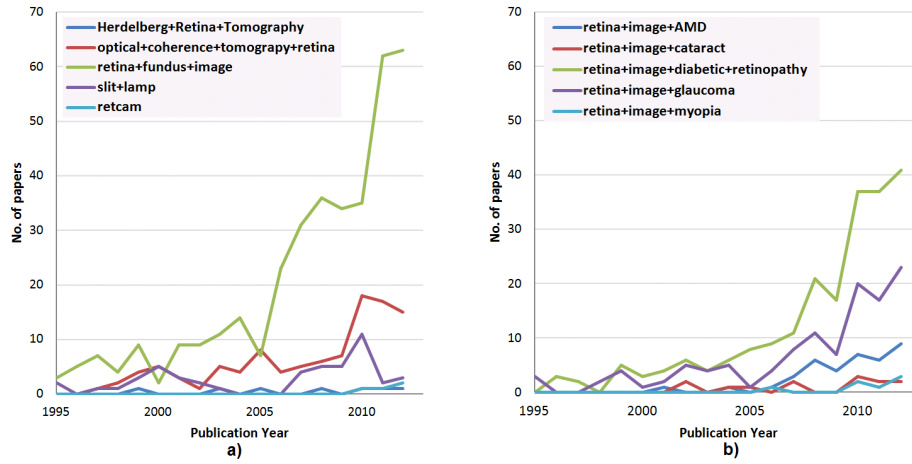 70
60
50
40
30
20
10
0
No. of papers
Herdelberg+Retina+Tomography
optical+coherence+tomograpy+retina
retina+fundus+image
slit+lamp
retcam
1995
2000
2005
2010
Publication Year
a)
70
60
50
40
30
20
10
0
No. of papers
retina+image+AMD
retina+image+cataract
retina+image+diabetic+retinopathy
retina+image+glaucoma
retina+image+myopia
1995
2000
2005
2010
Publication Year
b)